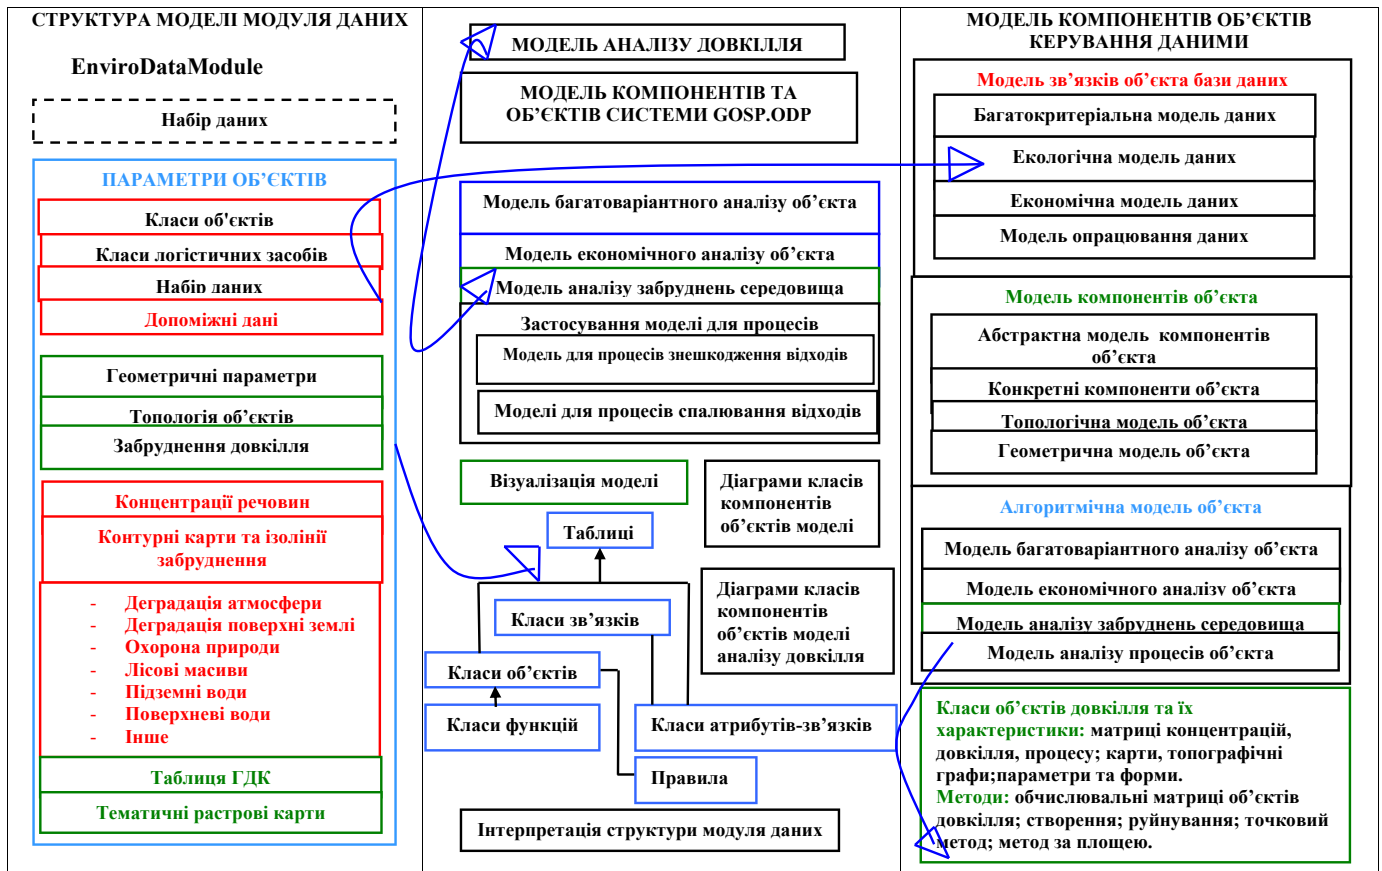 СТРУКТУРА МОДЕЛІ МОДУЛЯ ДАНИХ
EnviroDataModule
Набір даних
ПАРАМЕТРИ ОБ’ЄКТІВ
Класи об'єктів
Класи логістичних засобів
Набір даних
Допоміжні дані
Геометричні параметри
Топологія об’єктів
Забруднення довкілля
Концентрації речовин
Контурні карти та ізолінії
забруднення
- Деградація атмосфери
- Деградація поверхні землі
- Охорона природи
- Лісові масиви
- Підземні води
- Поверхневі води
- Інше
Таблиця ГДК
Тематичні растрові карти
МОДЕЛЬ АНАЛІЗУ ДОВКІЛЛЯ
МОДЕЛЬ КОМПОНЕНТІВ ТА
ОБ’ЄКТІВ СИСТЕМИ GOSP.ODP
Модель багатоваріантного аналізу об’єкта
Модель економічного аналізу об’єкта
Модель аналізу забруднень середовища
Застосування моделі для процесів
Модель для процесів знешкодження відходів
Моделі для процесів спалювання відходів
Візуалізація моделі
Діаграми класів
компонентів
об’єктів моделі
Таблиці
Діаграми класів
компонентів
об’єктів моделі
аналізу довкілля
Класи зв’язків
Класи об’єктів
Класи функцій
Класи атрибутів-зв’язків
Правила
Інтерпретація структури модуля даних
МОДЕЛЬ КОМПОНЕНТІВ ОБ’ЄКТІВ
КЕРУВАННЯ ДАНИМИ
Модель зв’язків об’єкта бази даних
Багатокритеріальна модель даних
Екологічна модель даних
Економічна модель даних
Модель опрацювання даних
Модель компонентів об’єкта
Абстрактна модель компонентів
об’єкта
Конкретні компоненти об’єкта
Топологічна модель об’єкта
Геометрична модель об’єкта
Алгоритмічна модель об’єкта
Модель багатоваріантного аналізу об’єкта
Модель економічного аналізу об’єкта
Модель аналізу забруднень середовища
Модель аналізу процесів об’єкта
Класи об’єктів довкілля та їх
характеристики: матриці концентрацій,
довкілля, процесу; карти, топографічні
графи;параметри та форми.
Методи: обчислювальні матриці об’єктів
довкілля; створення; руйнування; точковий
метод; метод за площею.